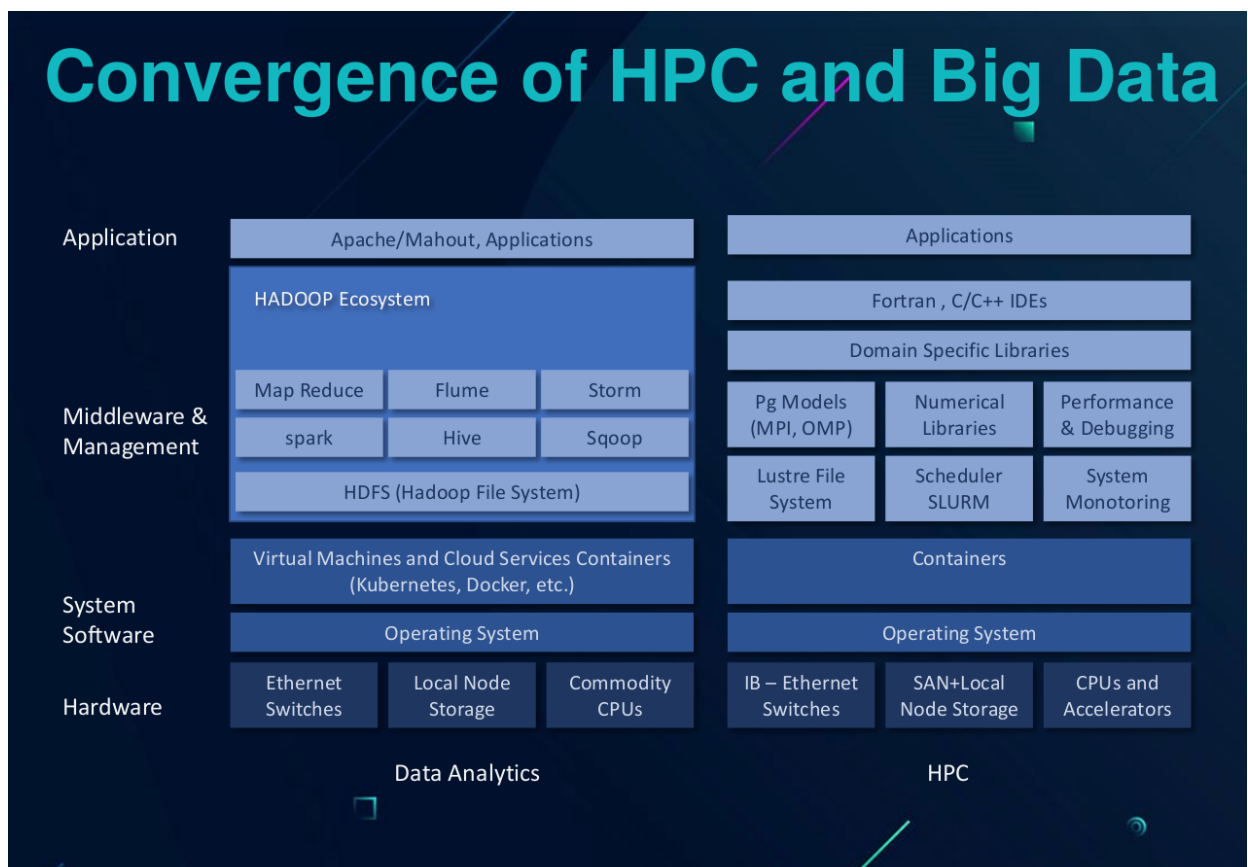 Convergence of HPC and Big Data
Application
Apache/Mahout, Applications
Applications
HADOOP Ecosystem
Fortran , C/C++ IDEs
Domain Specific Libraries
Middleware &
Management
Map Reduce
Flume
Storm
spark
Hive
Sqoop
HDFS (Hadoop File System)
Pg Models
(MPI, OMP)
Numerical
Libraries
Performance
& Debugging
Lustre File
System
Scheduler
SLURM
System
Monotoring
System
Software
Virtual Machines and Cloud Services Containers
(Kubernetes, Docker, etc.)
Containers
Operating System
Operating System
Hardware
Ethernet
Switches
Local Node
Storage
Commodity
CPUs
IB – Ethernet
Switches
SAN+Local
Node Storage
CPUs and
Accelerators
Data Analytics
HPC